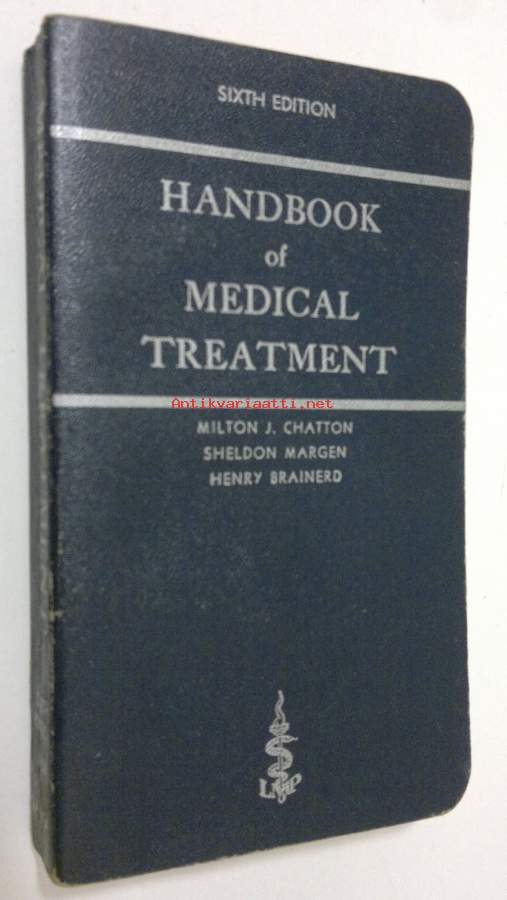 SIXTH EDITION
HANDBOOK
of
MEDICAL
TREATMENT
Antikvariaatti.net
MILTON J. CHATTON
SHELDON MARGEN
HENRY BRAINERD
LMP